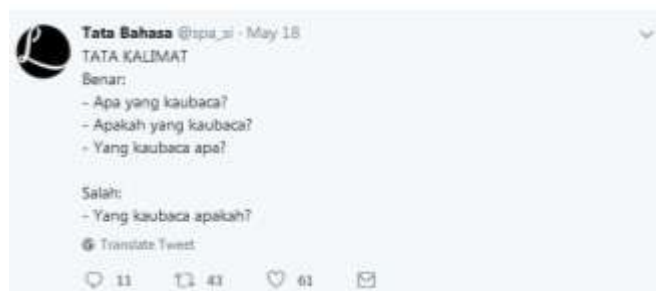 Tata Bahasa @spa_si · May 18
TATA KALIMAT
Benar:
- Apa yang kaubaca?
- Apakah yang kaubaca?
- Yang kaubaca apa?
Salah:
- Yang kaubaca apakah?
Translate Tweet
11 43 61